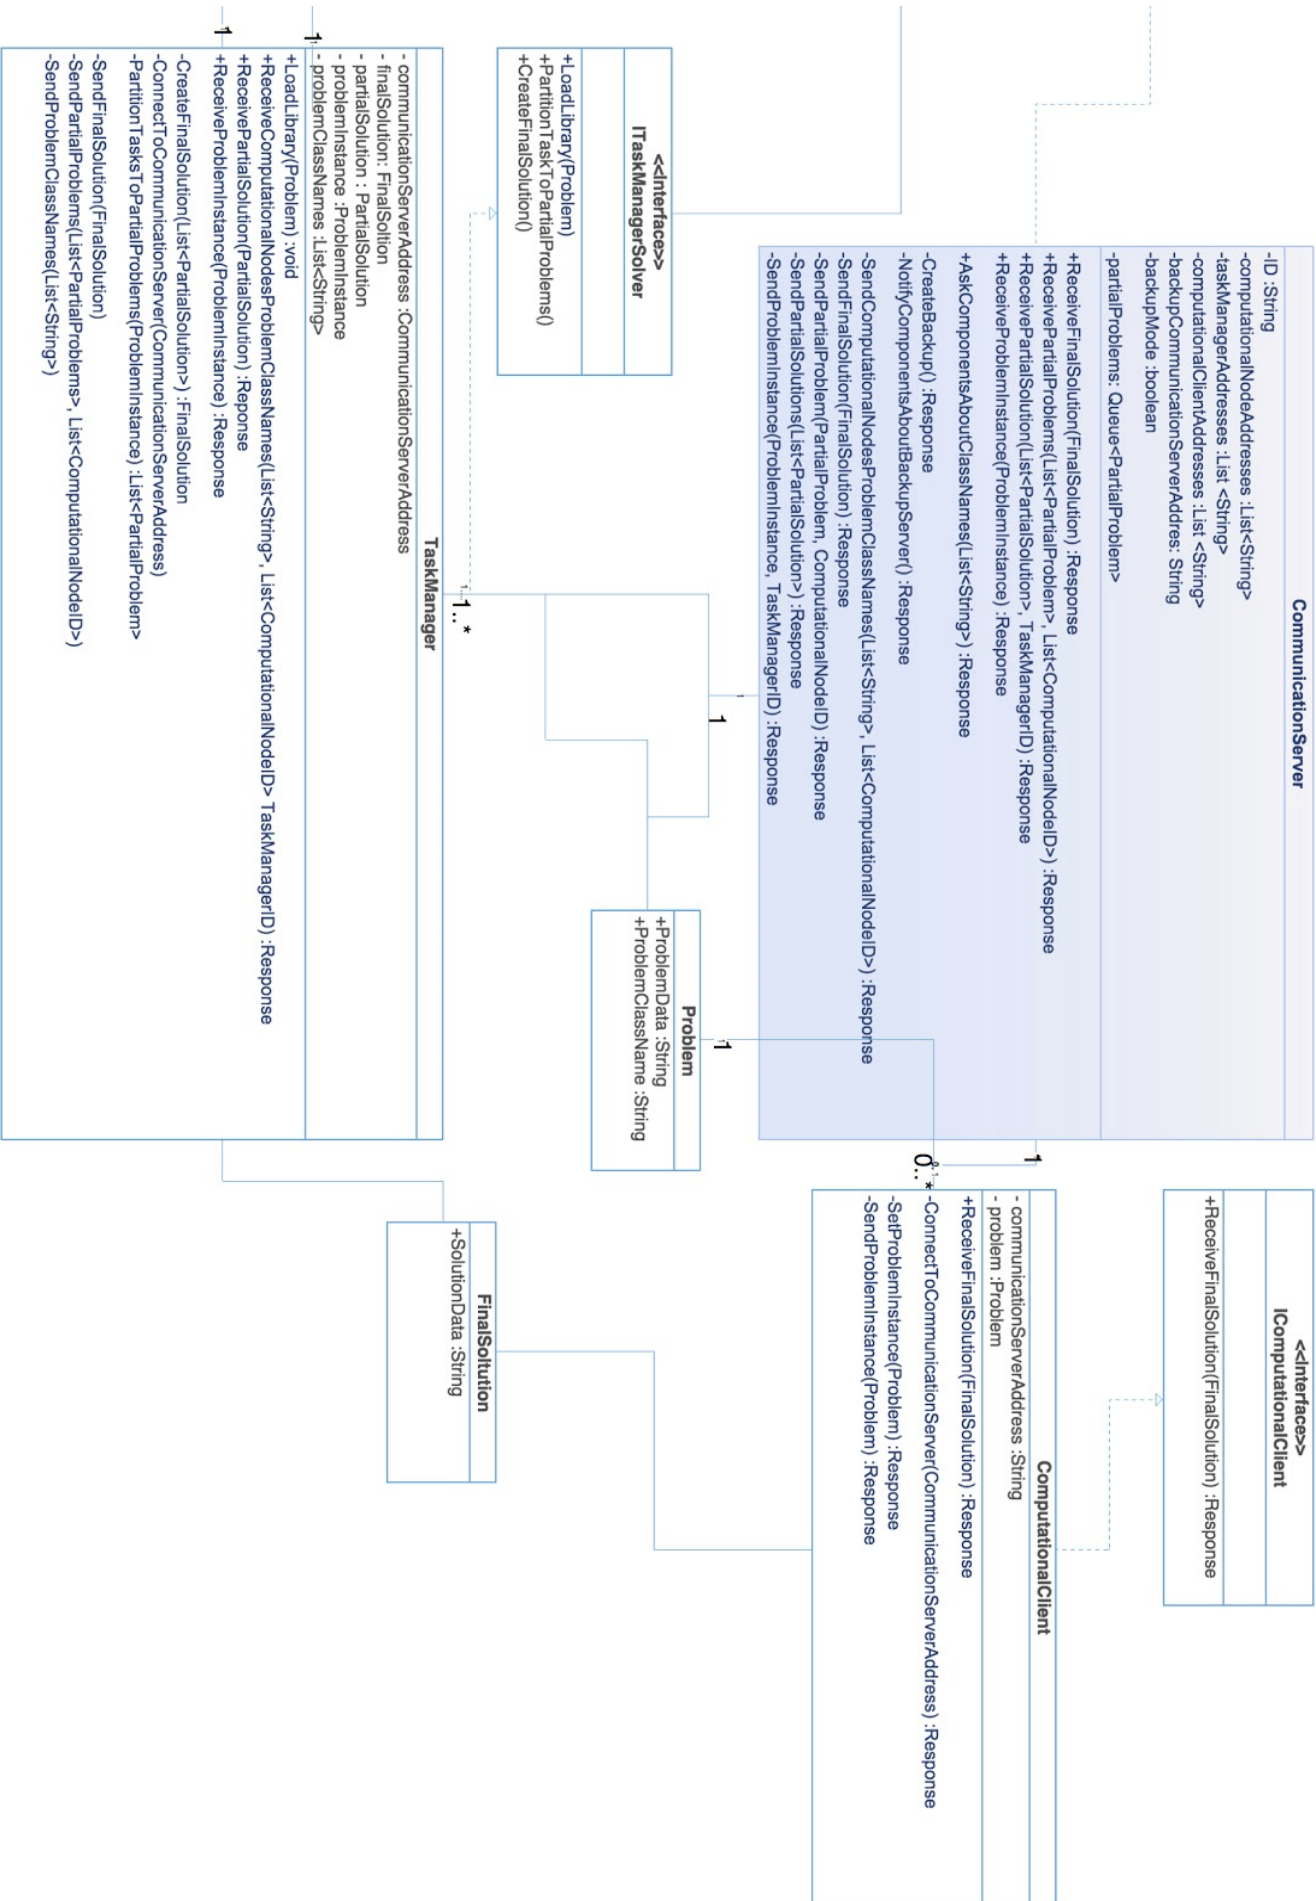 CommunicationServer
-ID :String
-computationalNodeAddresses :List<String>
-taskManagerAddresses :List <String>
-computationalClientAddresses :List <String>
-backupCommunicationServerAddres: String
-backupMode :boolean
-partialProblems: Queue<PartialProblem>
+ReceiveFinalSolution(FinalSolution) :Response
+ReceivePartialProblems(List<PartialProblem>, List<ComputationalNodeID>) :Response
+ReceivePartialSolution(List<PartialSolution>, TaskManagerID) :Response
+ReceiveProblemInstance(ProblemInstance) :Response
+AskComponentsAboutClassNames(List<String>) :Response
-CreateBackup() :Response
-NotifyComponentsAboutBackupServer() :Response
-SendComputationalNodesProblemClassNames(List<String>, List<ComputationalNodeID>) :Response
-SendFinalSolution(FinalSolution) :Response
-SendPartialProblem(PartialProblem, ComputationalNodeID) :Response
-SendPartialSolutions(List<PartialSolution>) :Response
-SendProblemInstance(ProblemInstance, TaskManagerID) :Response
<<Interface>>
IComputationalClient
+ReceiveFinalSolution(FinalSolution) :Response
ComputationalClient
- communicationServerAddress :String
- problem :Problem
+ReceiveFinalSolution(FinalSolution) :Response
-ConnectToCommunicationServer(CommunicationServerAddress) :Response
-SetProblemInstance(Problem) :Response
-SendProblemInstance(Problem) :Response
1
0..*
1
1
1
<<Interface>>
ITaskManagerSolver
+LoadLibrary(Problem)
+PartitionTaskToPartialProblems()
+CreateFinalSolution()
Problem
+ProblemData :String
+ProblemClassName :String
1..*
FinalSoltution
+SolutionData :String
TaskManager
- communicationServerAddress :CommunicationServerAddress
- finalSolution: FinalSoltion
- partialSolution : PartialSolution
- problemInstance :ProblemInstance
- problemClassNames :List<String>
1
+LoadLibrary(Problem) :void
+ReceiveComputationalNodesProblemClassNames(List<String>, List<ComputationalNodeID> TaskManagerID) :Response
+ReceivePartialSolution(PartialSolution) :Reponse
+ReceiveProblemInstance(ProblemInstance) :Response
1
-CreateFinalSolution(List<PartialSolution>) :FinalSolution
-ConnectToCommunicationServer(CommunicationServerAddress)
-PartitionTasksToPartialProblems(ProblemInstance) :List<PartialProblem>
-SendFinalSolution(FinalSolution)
-SendPartialProblems(List<PartialProblems>, List<ComputationalNodeID>)
-SendProblemClassNames(List<String>)